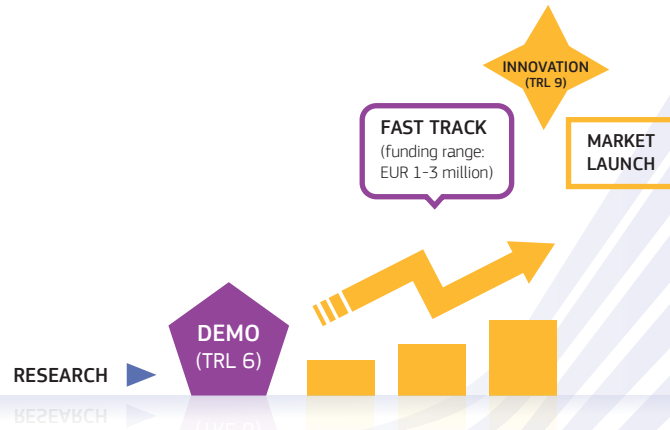 INNOVATION
(TRL 9)
FAST TRACK
(funding range:
EUR 1-3 million)
MARKET
LAUNCH
DEMO
(TRL 6)
RESEARCH